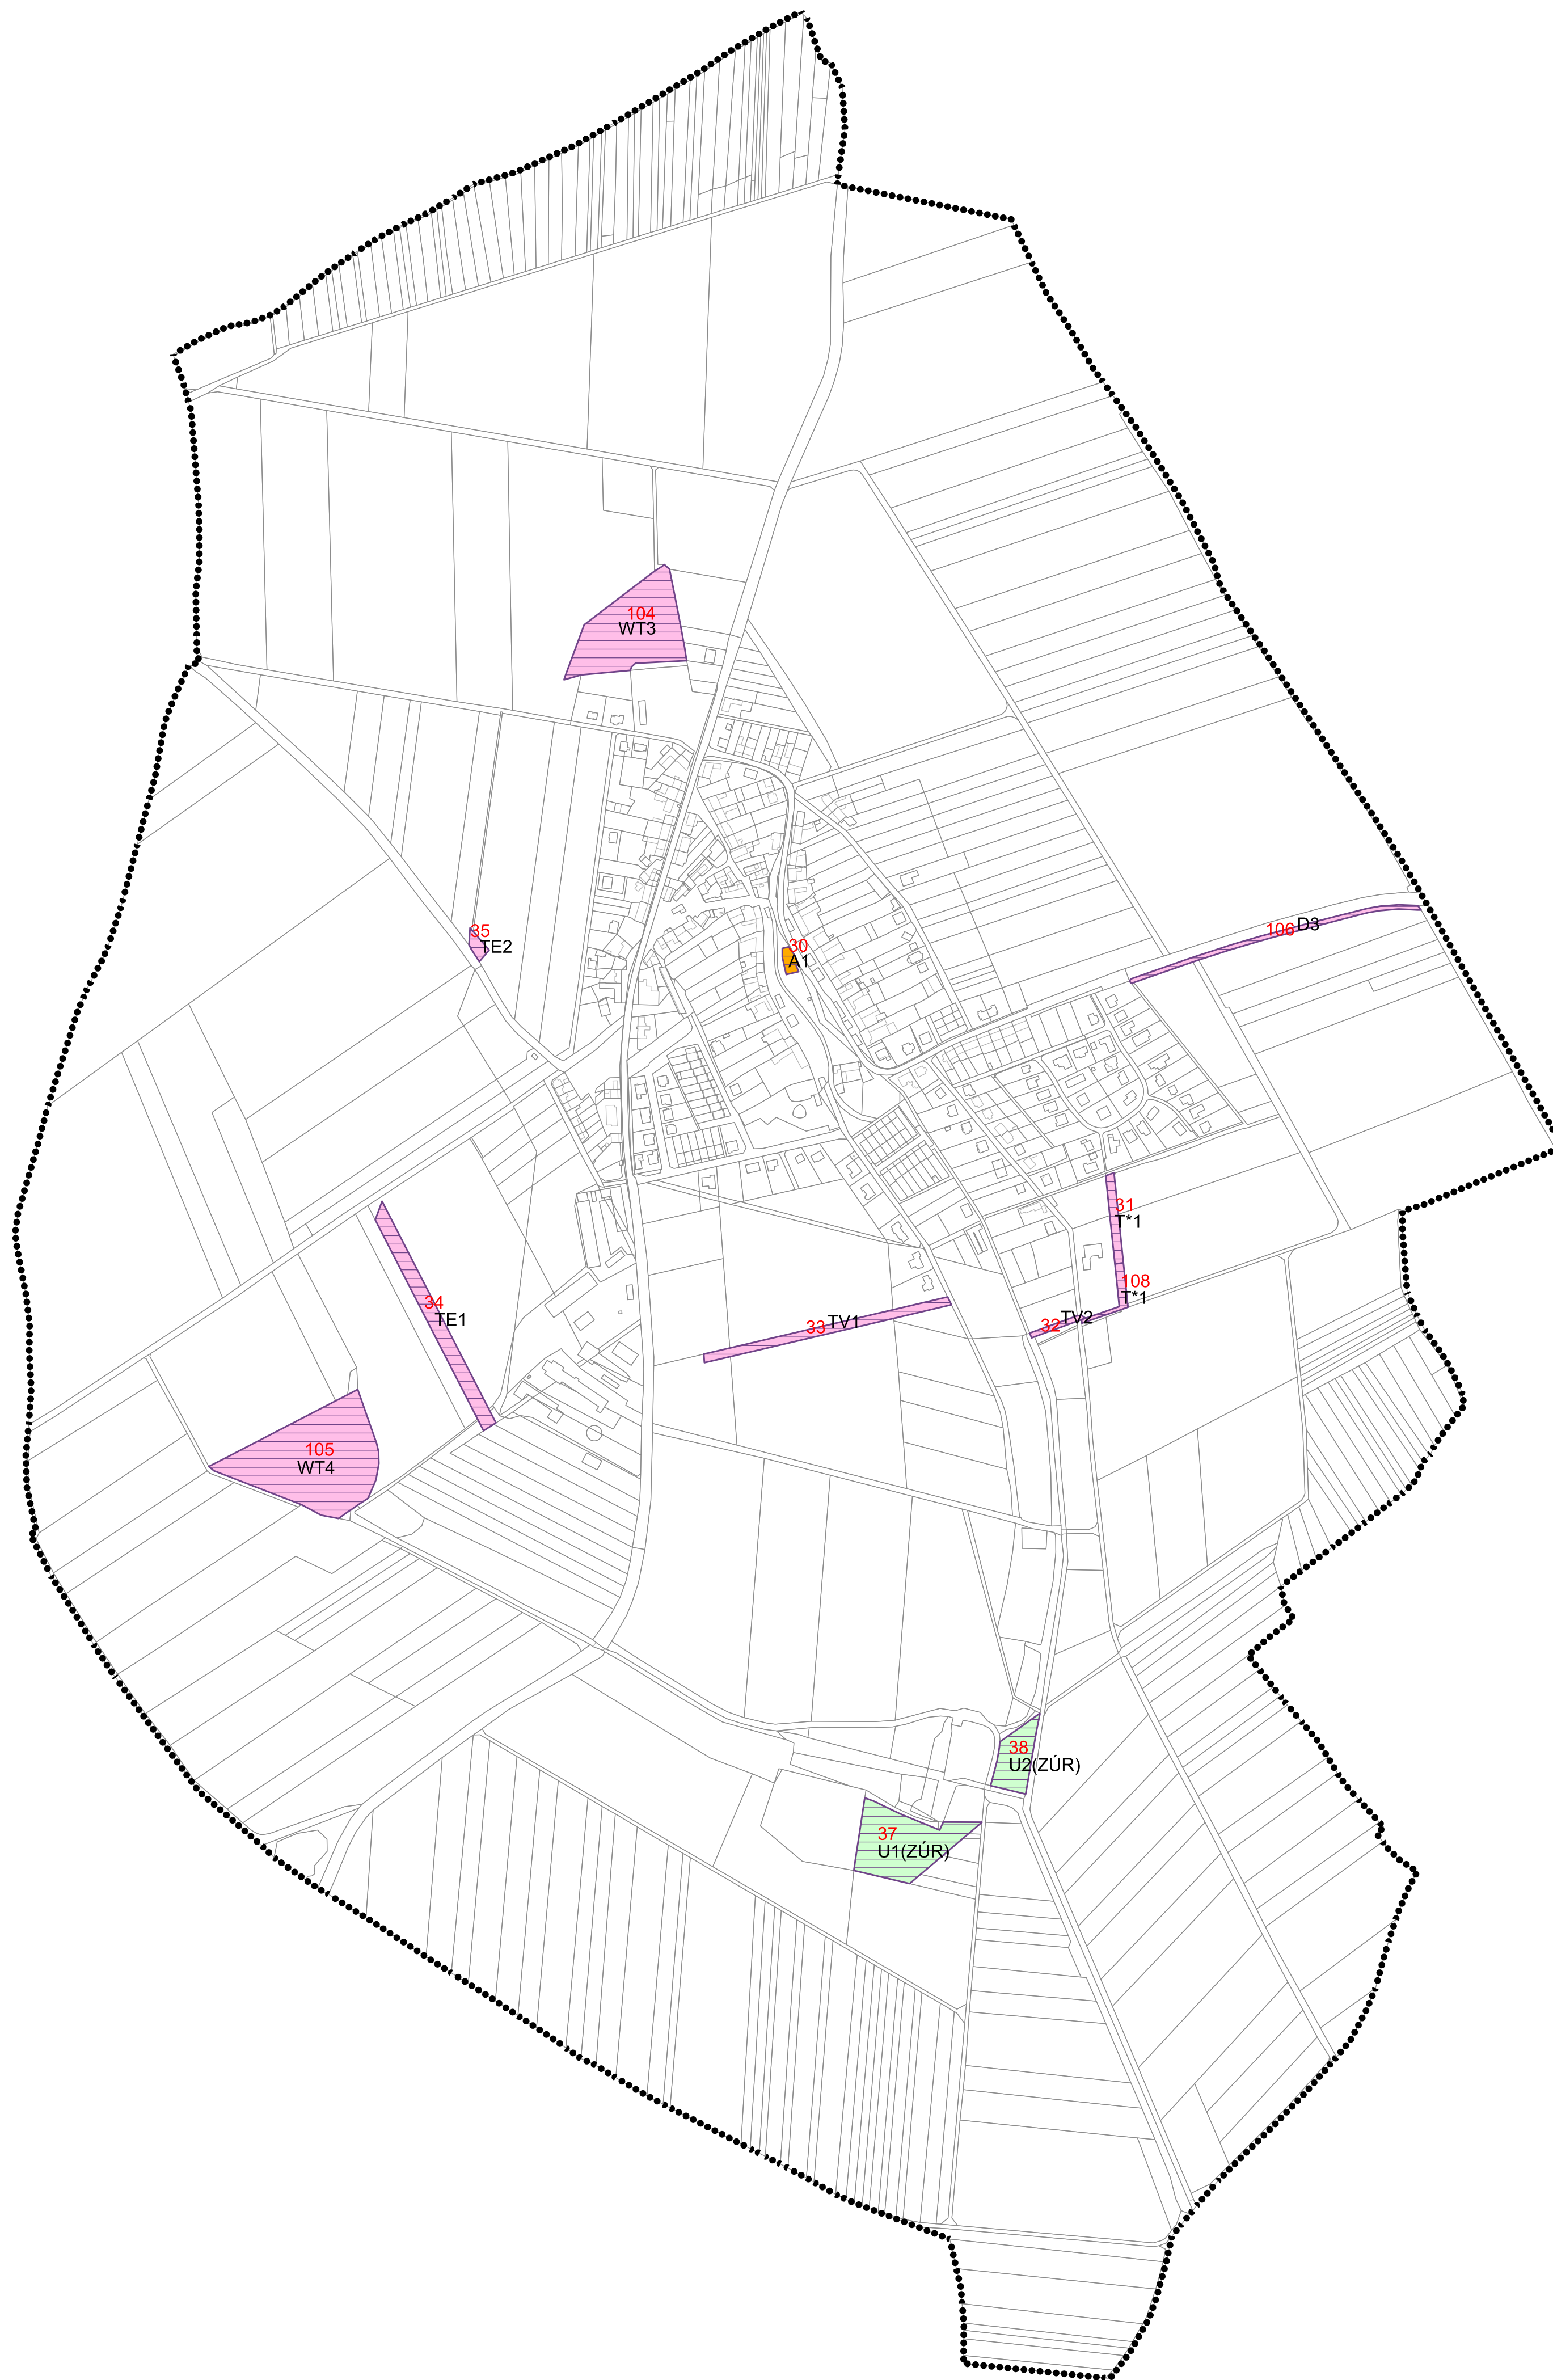 104
WT3
35
TE2
30
A1
106
D3
31
T*1
108
T*1
34
TE1
33
TV1
32
TV2
105
WT4
38
U2(ZÚR)
37
U1(ZÚR)